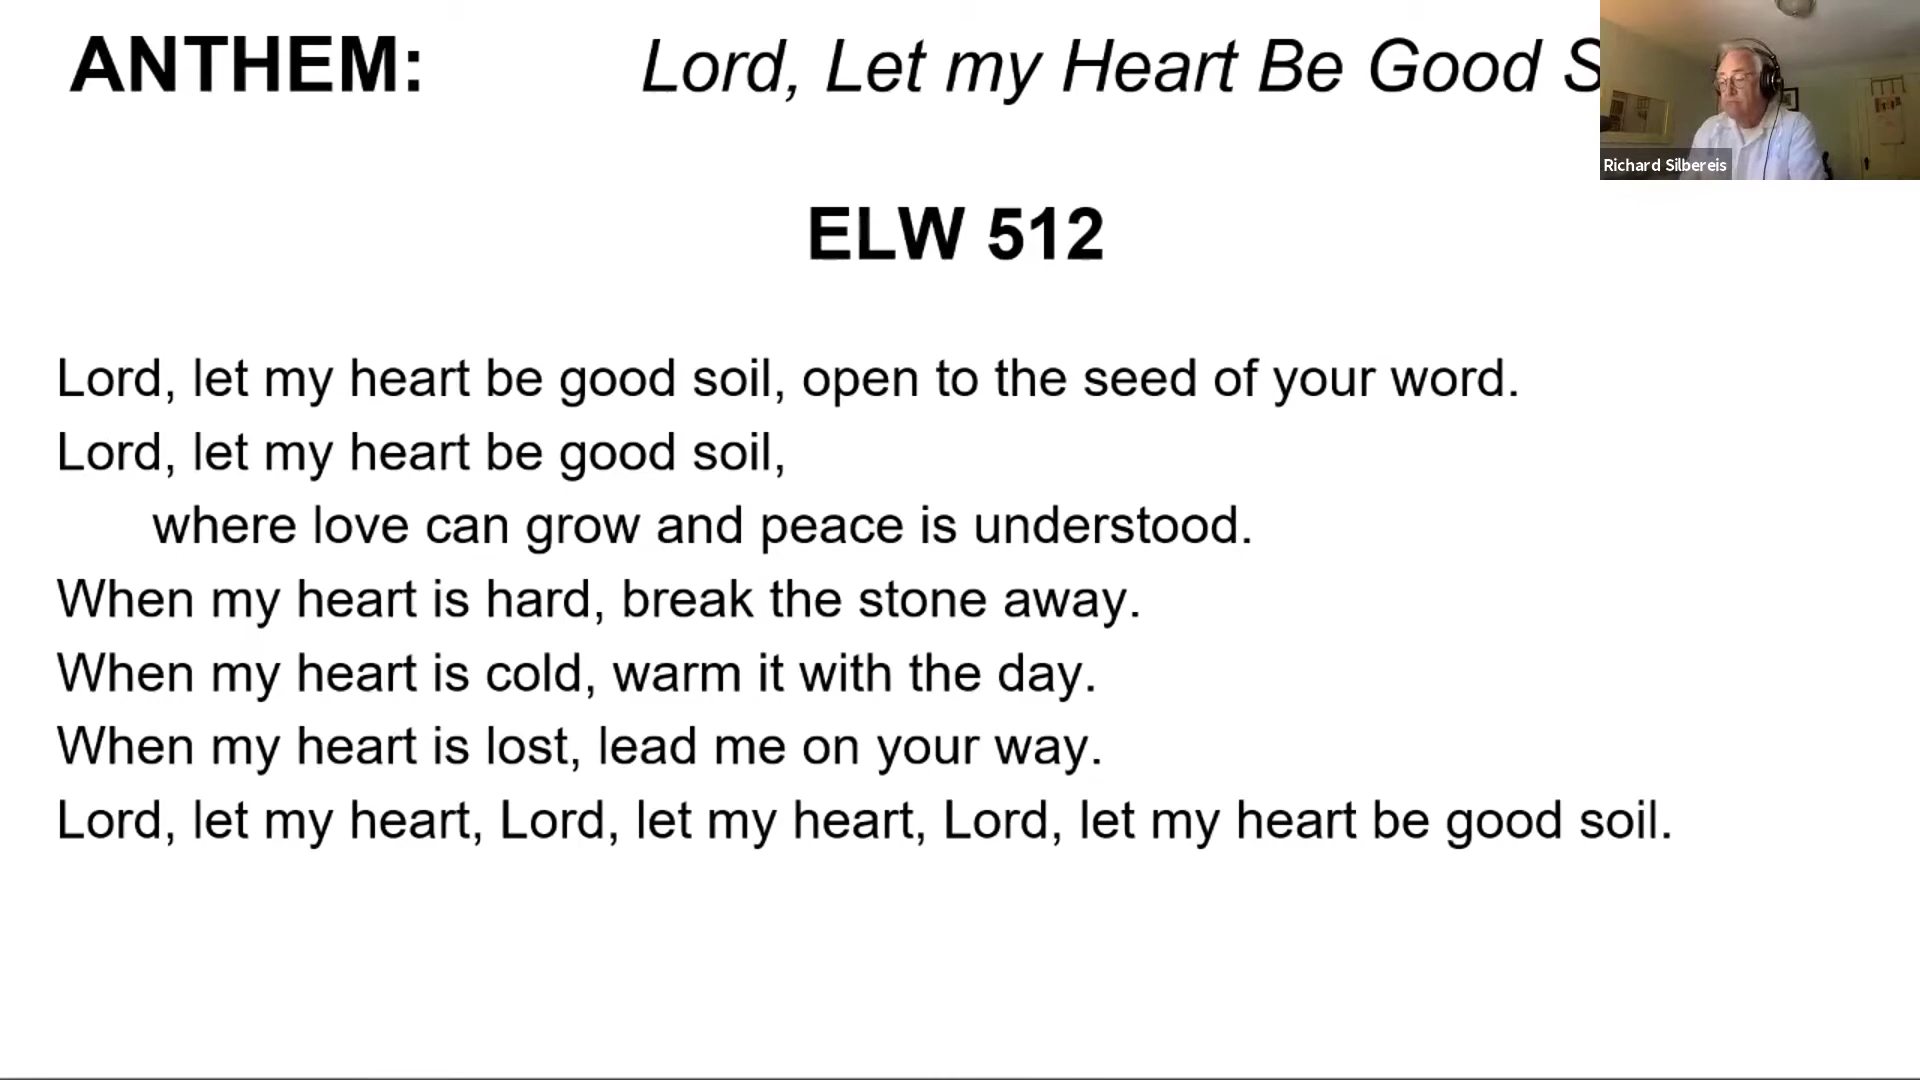 ANTHEM: Lord, Let my Heart Be Good S
Richard Silbereis
ELW 512
Lord, let my heart be good soil, open to the seed of your word.
Lord, let my heart be good soil,
where love can grow and peace is understood.
When my heart is hard, break the stone away.
When my heart is cold, warm it with the day.
When my heart is lost, lead me on your way.
Lord, let my heart, Lord, let my heart, Lord, let my heart be good soil.